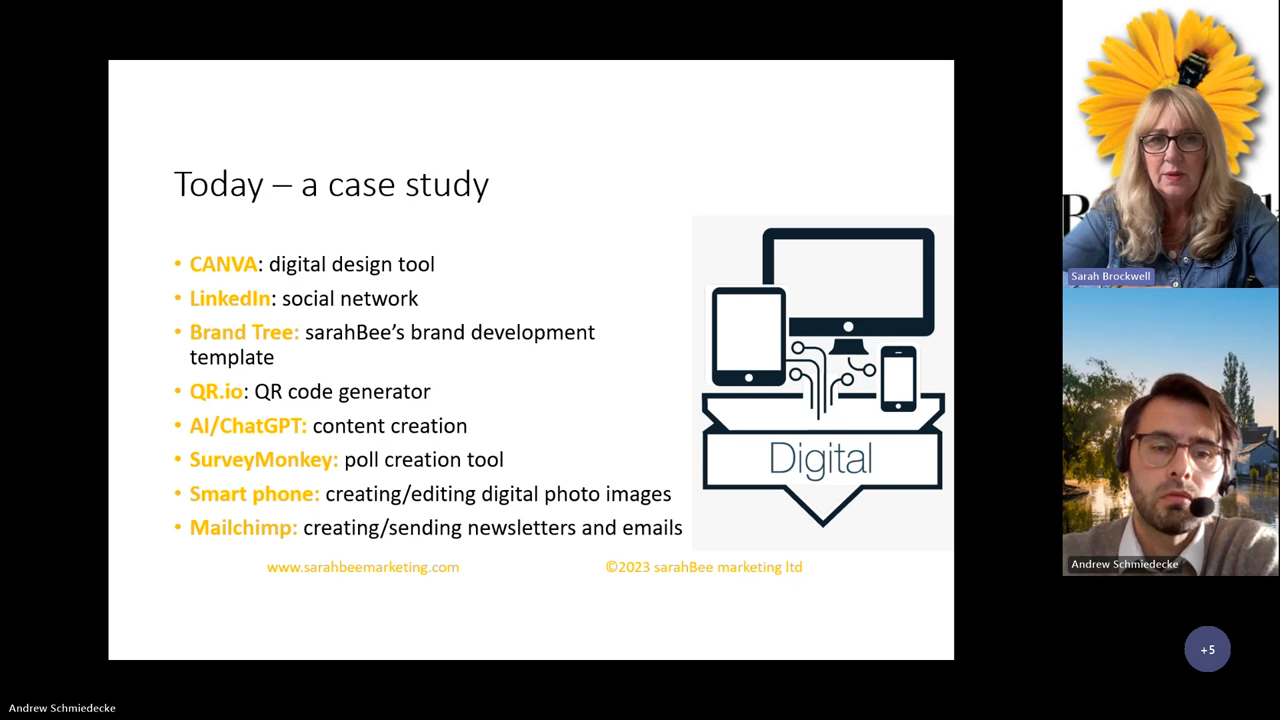 Today – a case study
• CANVA: digital design tool
• LinkedIn: social network
• Brand Tree: sarahBee's brand development
template
• QR.io: QR code generator
• AI/ChatGPT: content creation
• SurveyMonkey: poll creation tool
• Smart phone: creating/editing digital photo images
• Mailchimp: creating/sending newsletters and emails
Digital
www.sarahbeemarketing.com
©2023 sarahBee marketing ltd
Sarah Brockwell
Andrew Schmiedecke
+5
Andrew Schmiedecke